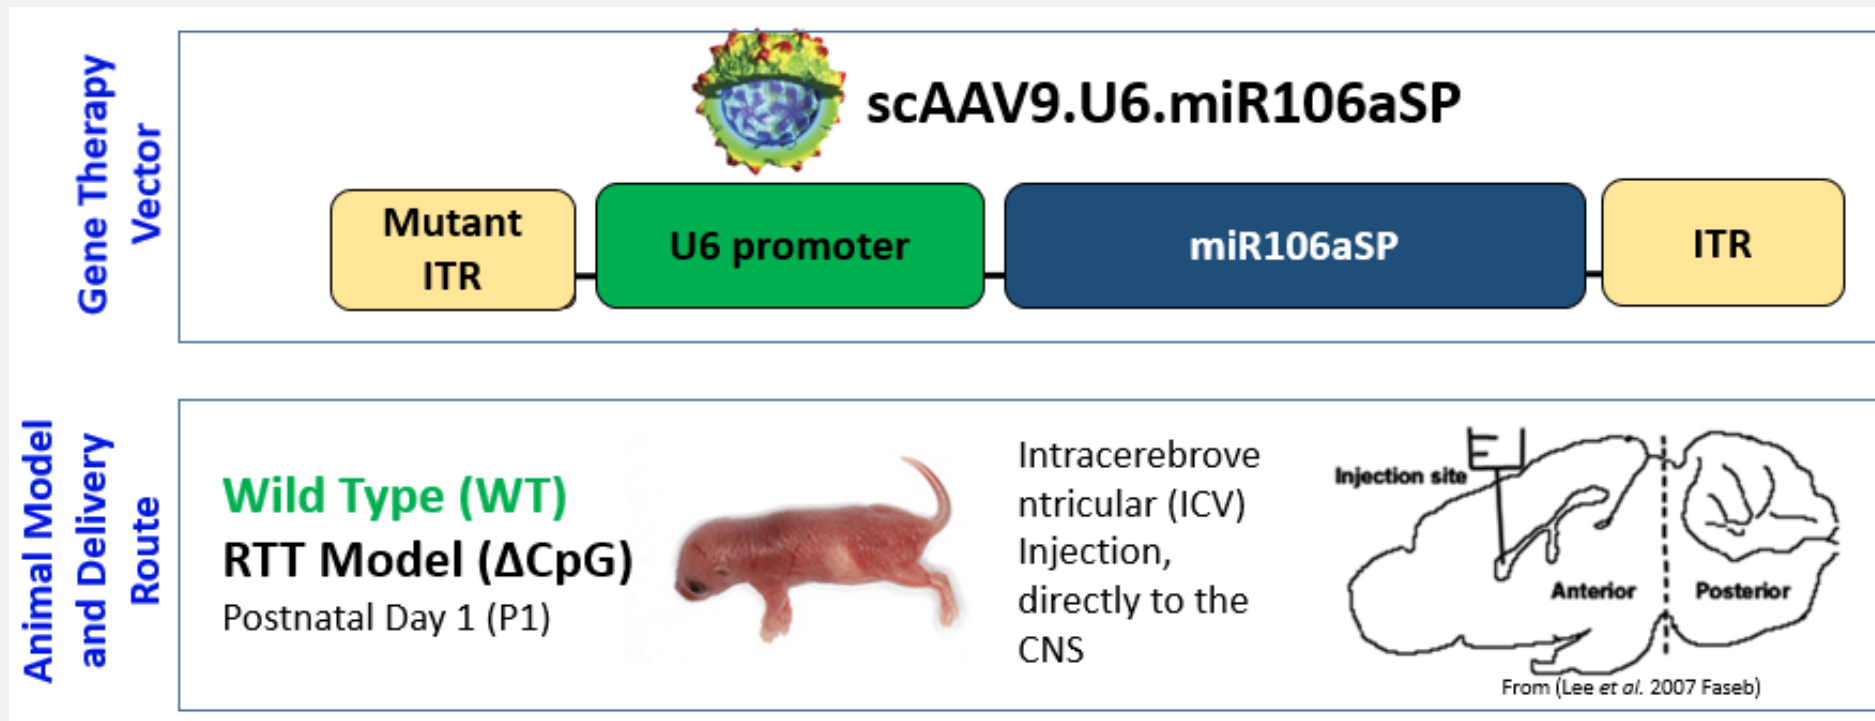 Gene Therapy
Vector
scAAV9.U6.miR106aSP
Mutant
ITR
U6 promoter
miR106aSP
ITR
Animal Model
and Delivery
Route
Wild Type (WT)
RTT Model (ΔCpG)
Postnatal Day 1 (P1)
Intracerebrove
ntricular (ICV)
Injection,
directly to the
CNS
Injection site
Anterior
Posterior
From (Lee et al. 2007 Faseb)